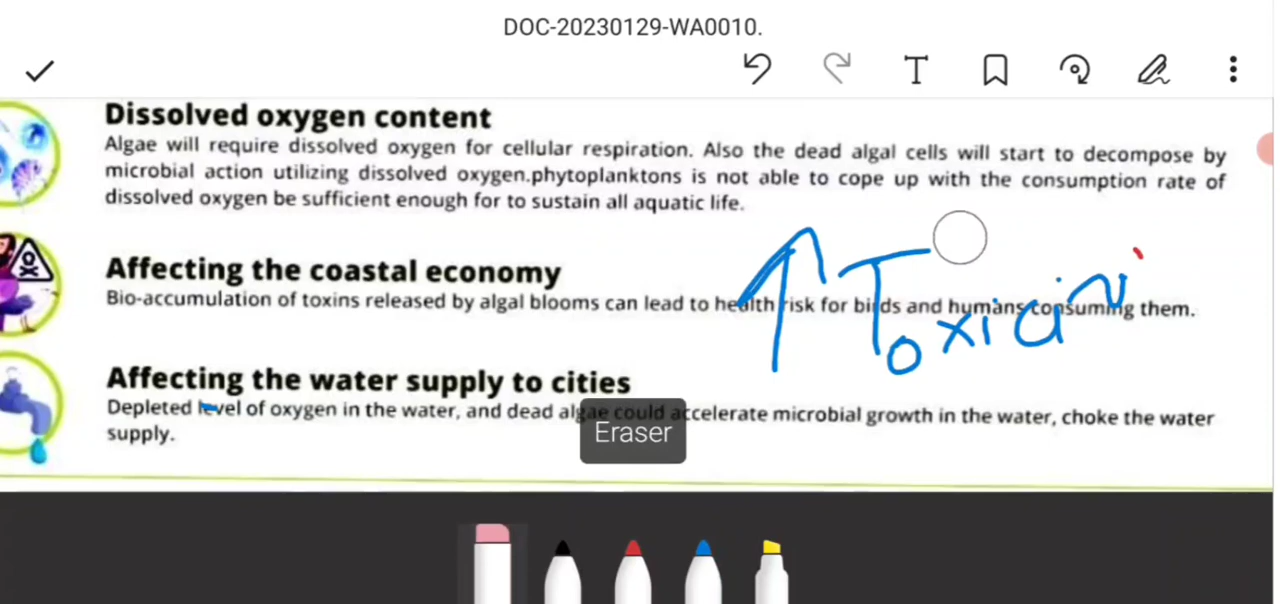 DOC-20230129-WA0010.
T
Dissolved oxygen content
Algae will require dissolved oxygen for cellular respiration. Also the dead algal cells will start to decompose by
microbial action utilizing dissolved oxygen.phytoplanktons is not able to cope up with the consumption rate of
dissolved oxygen be sufficient enough for to sustain all aquatic life.
Affecting the coastal economy
Bio-accumulation of toxins released by algal blooms can lead to health risk for birds and humans consuming them.
Affecting the water supply to cities
Depleted level of oxygen in the water, and dead algae could accelerate microbial growth in the water, choke the water
supply.
Eraser